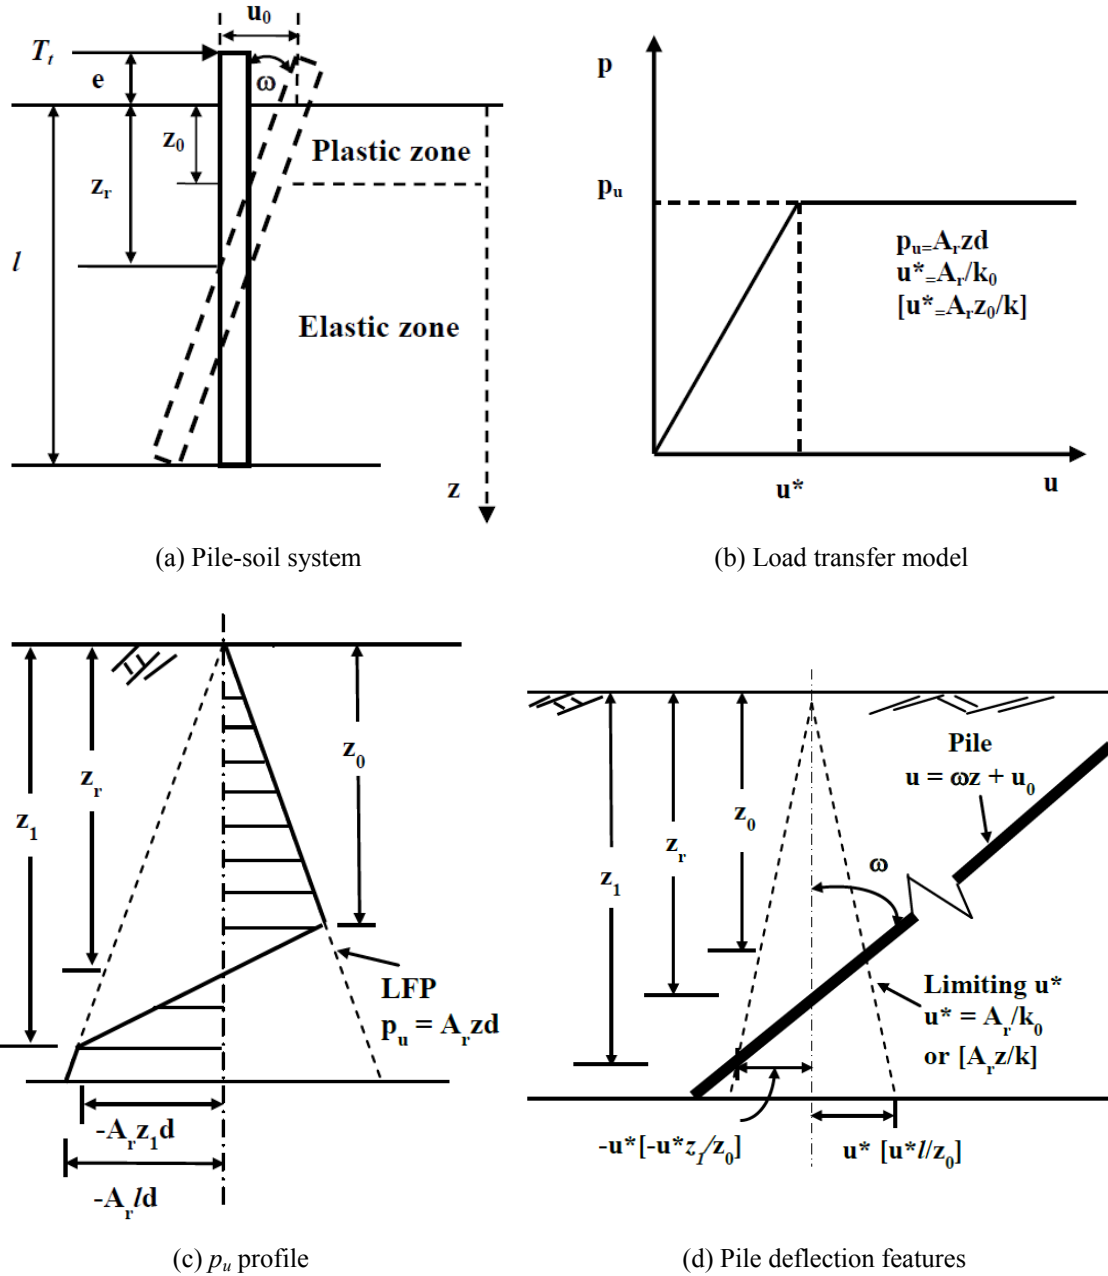 u₀
Tₜ
e
ω
z₀
Plastic zone
zᵣ
l
Elastic zone
z
(a) Pile-soil system
p
pᵤ
pᵤ=Aᵣzd
u*=Aᵣ/k₀
[u*=Aᵣz₀/k]
u*
u
(b) Load transfer model
z₀
zᵣ
z₁
LFP
pᵤ = Aᵣzd
-Aᵣz₁d
-Aᵣld
(c) pᵤ profile
Pile
u = ωz + u₀
z₀
zᵣ
z₁
ω
Limiting u*
u* = Aᵣ/k₀
or [Aᵣz/k]
-u*[-u*z₁/z₀]
u* [u*l/z₀]
(d) Pile deflection features